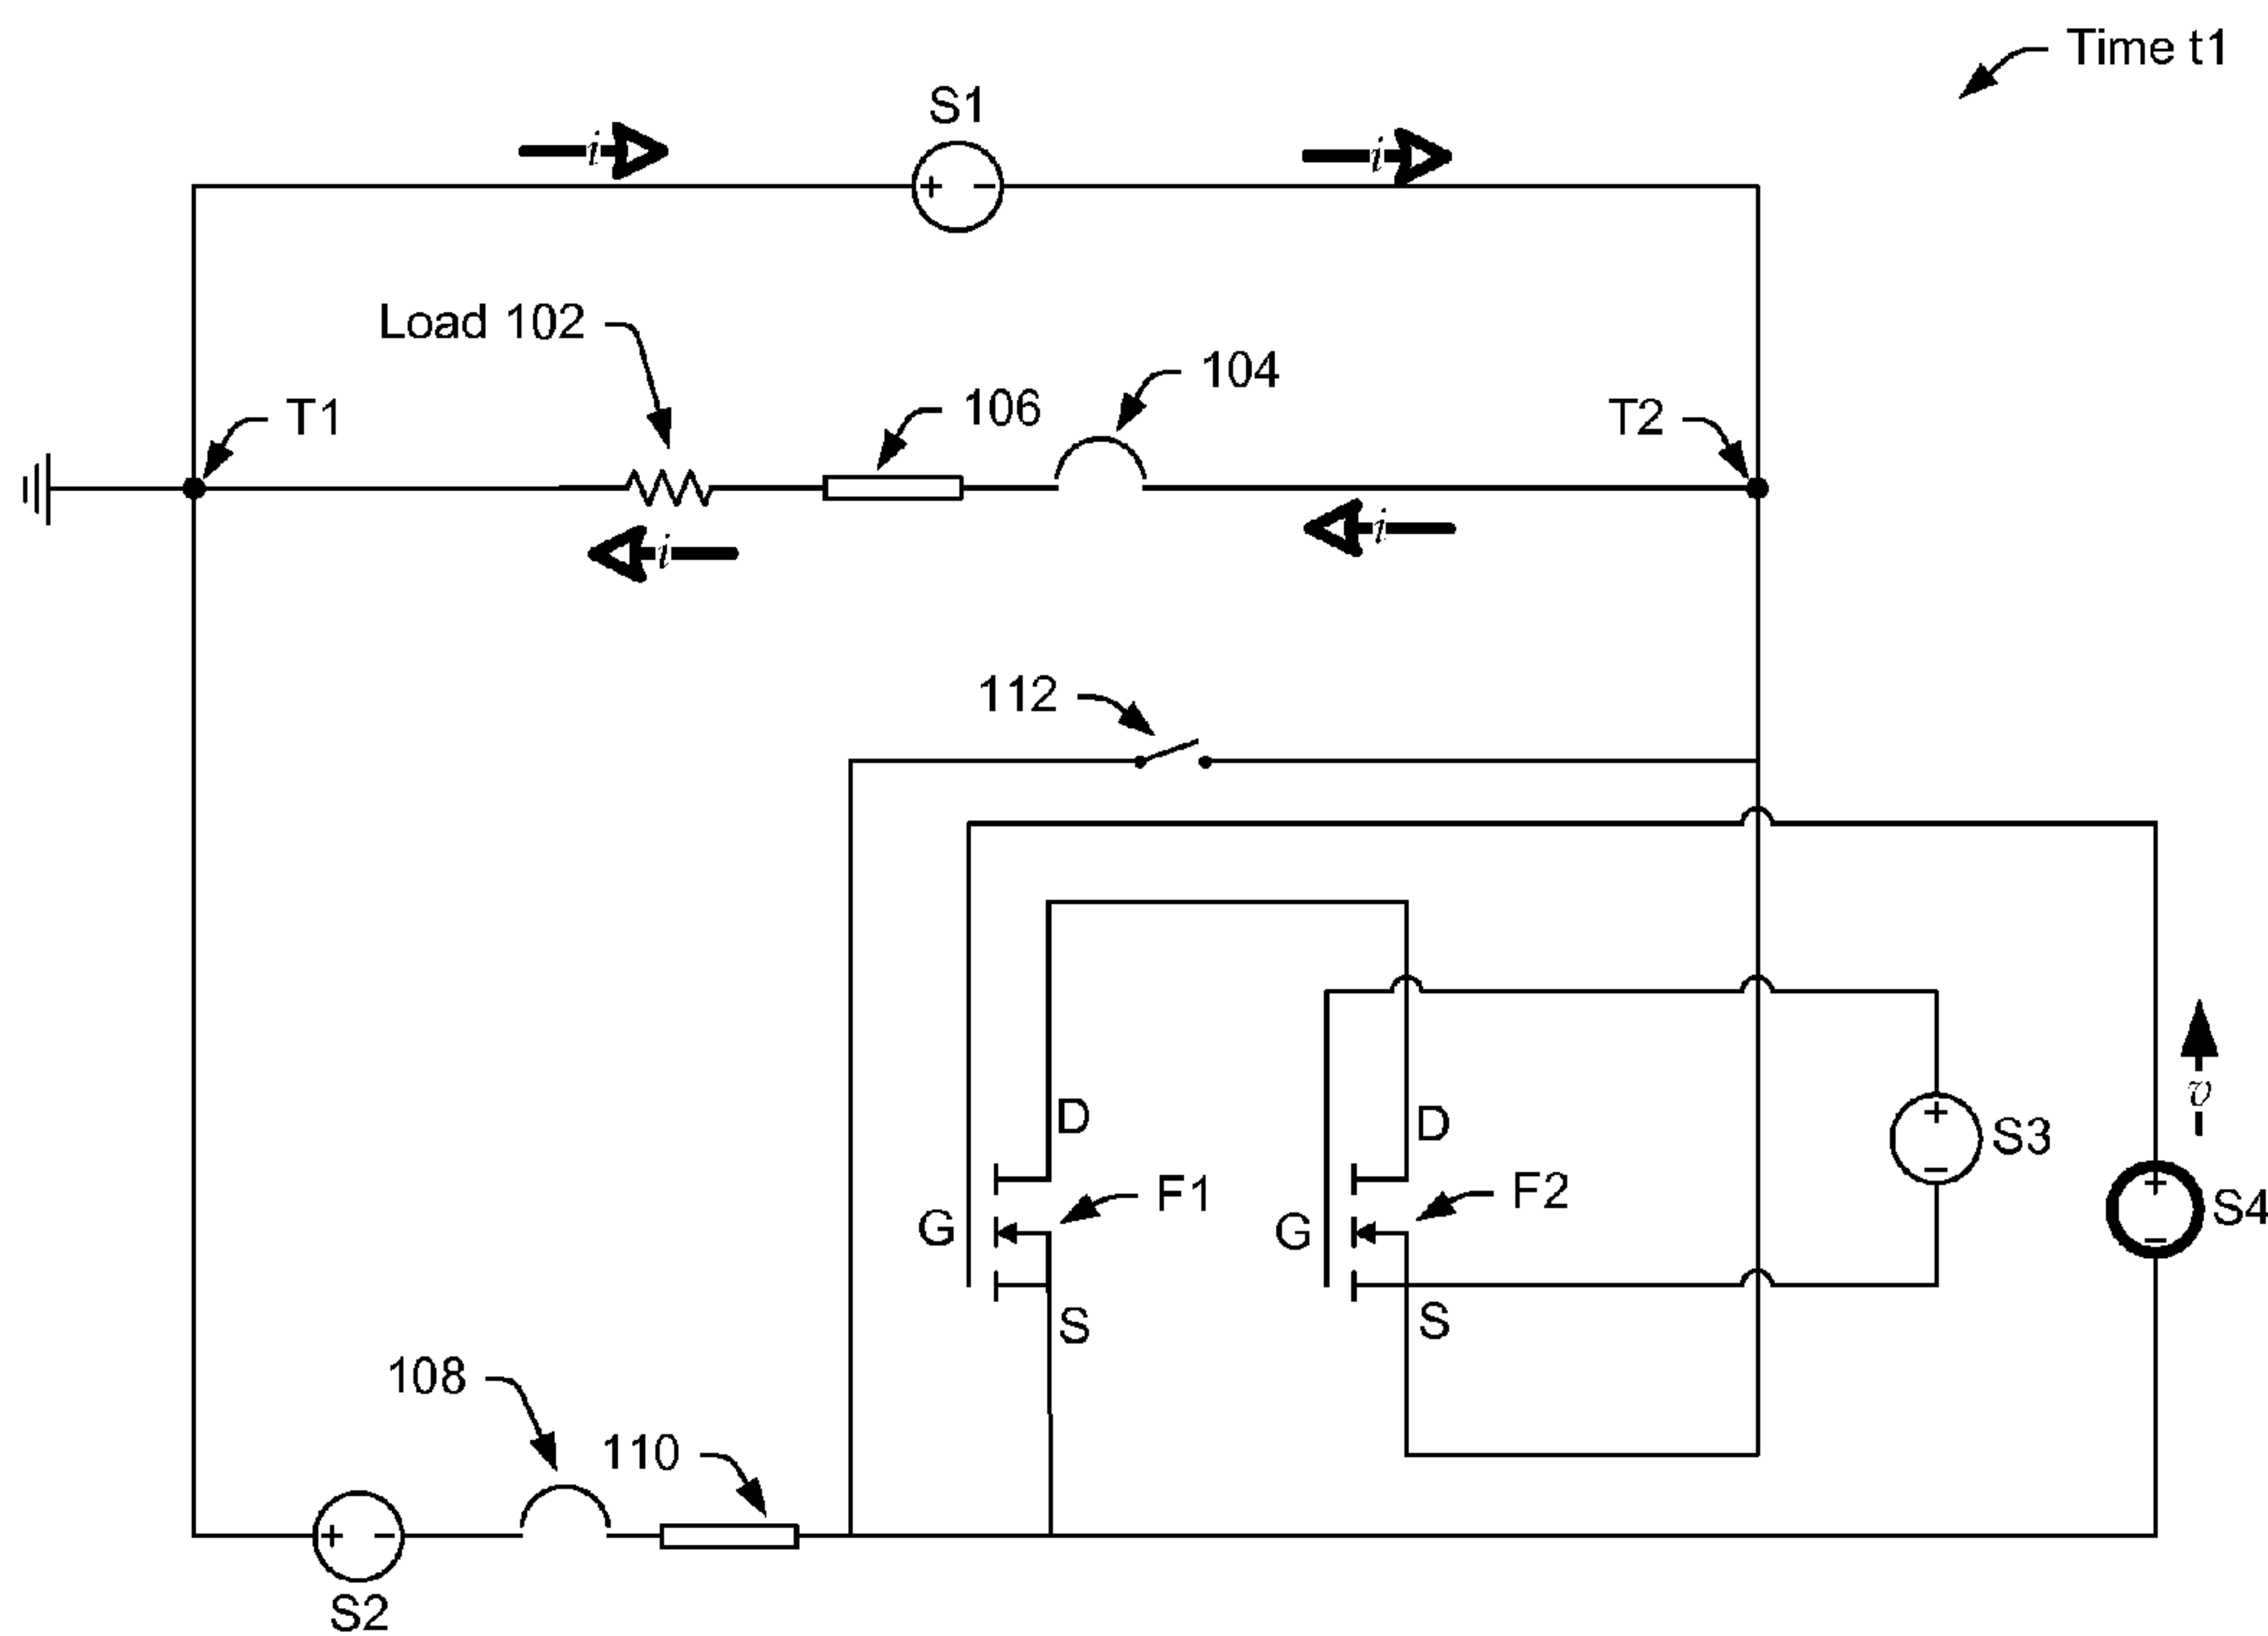 Time t1
S1
i
i
+ −
Load 102
104
106
T1
T2
i
i
112
D
D
v
+
S3
−
F1
F2
G
G
+
S4
−
S
S
108
110
+ −
S2